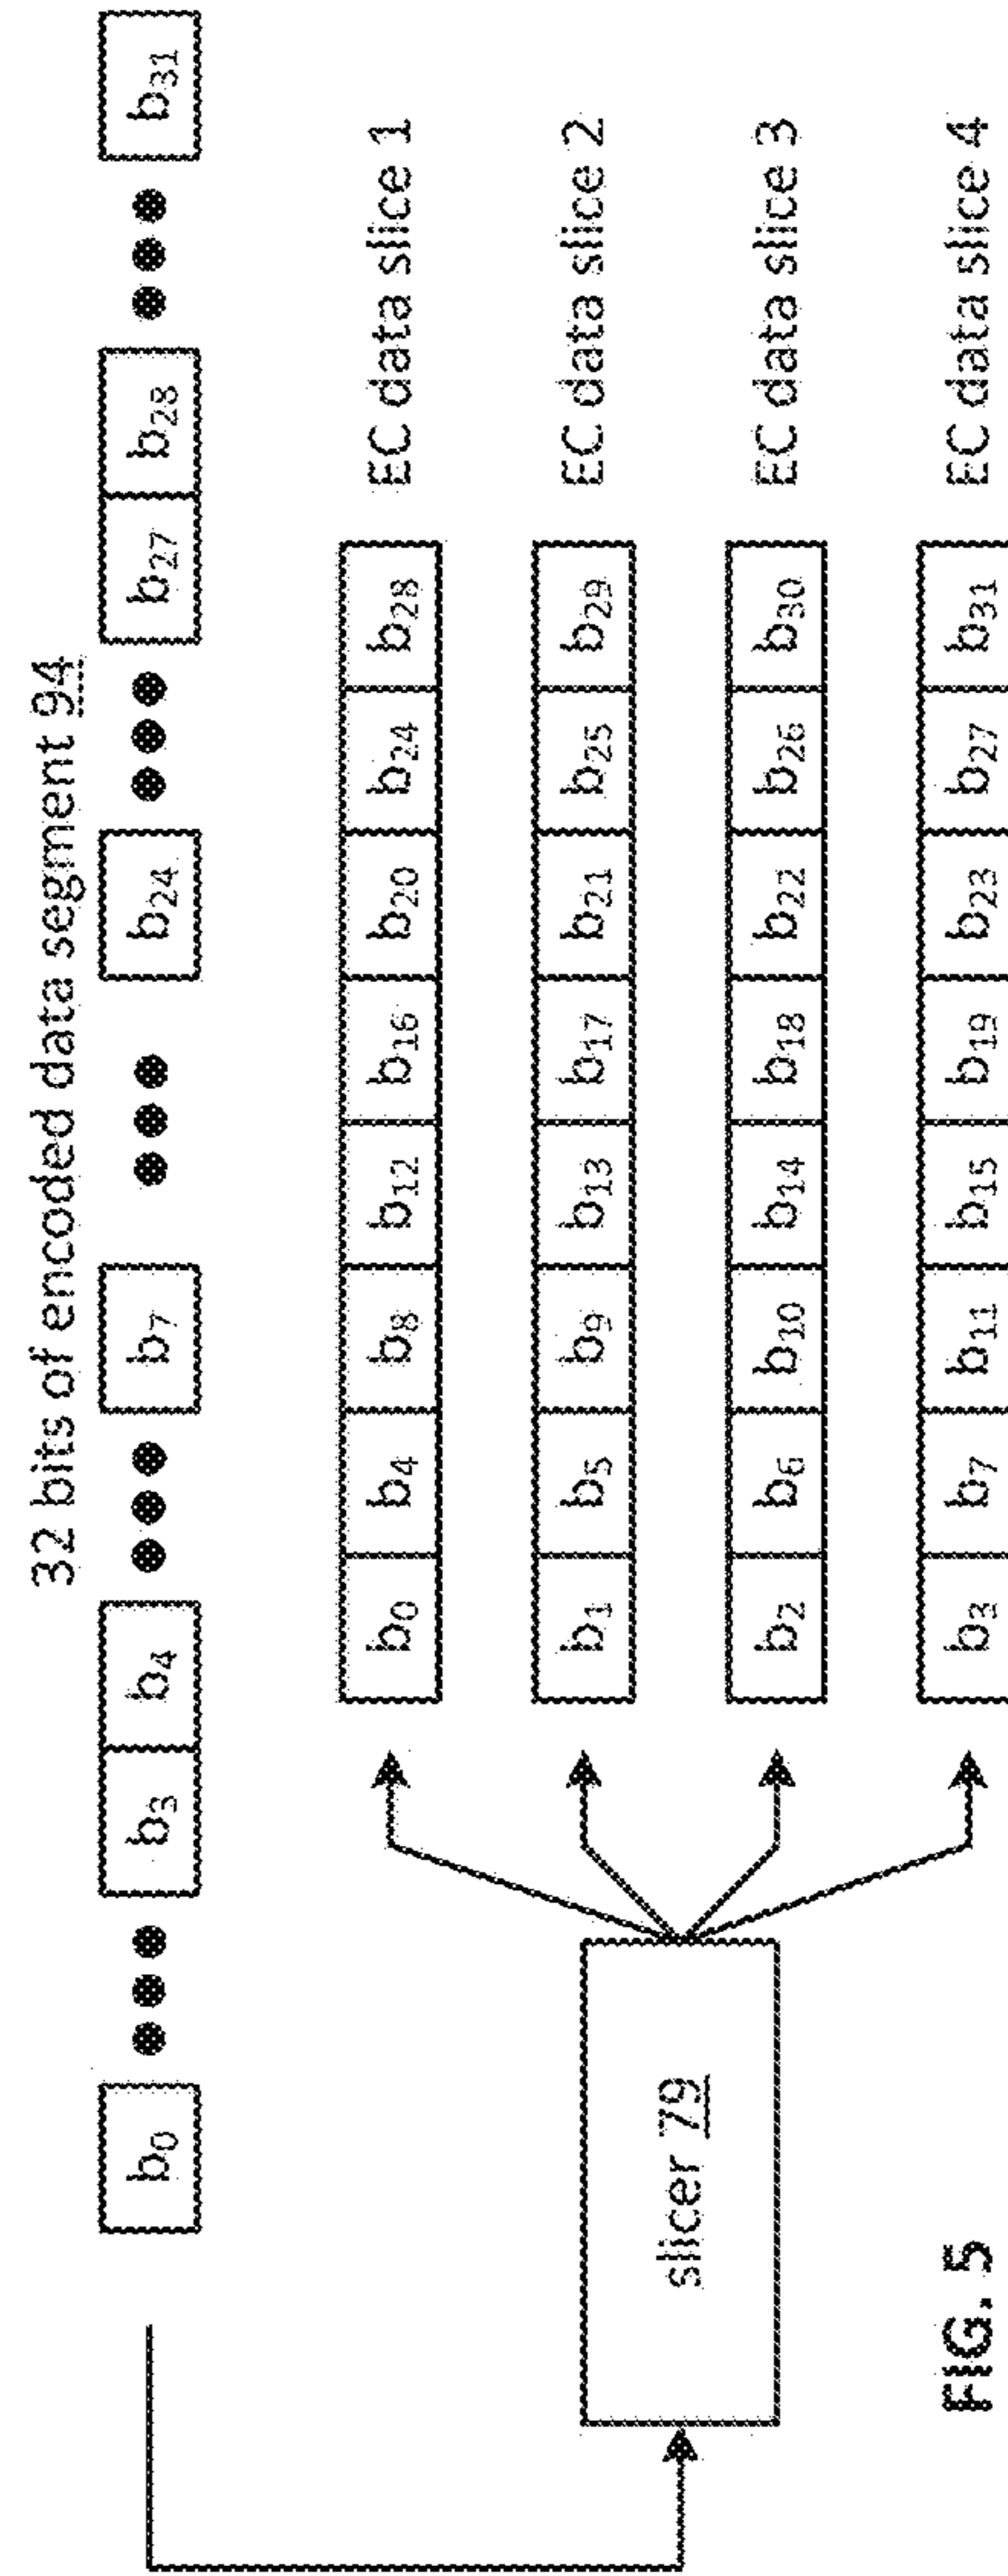 32 bits of encoded data segment 94
b0 ••• b3 b4 ••• b7 ••• b24 ••• b27 b28 ••• b31
b0 b4 b8 b12 b16 b20 b24 b28 EC data slice 1
b1 b5 b9 b13 b17 b21 b25 b29 EC data slice 2
slicer 79
b2 b6 b10 b14 b18 b22 b26 b30 EC data slice 3
b3 b7 b11 b15 b19 b23 b27 b31 EC data slice 4
FIG. 5